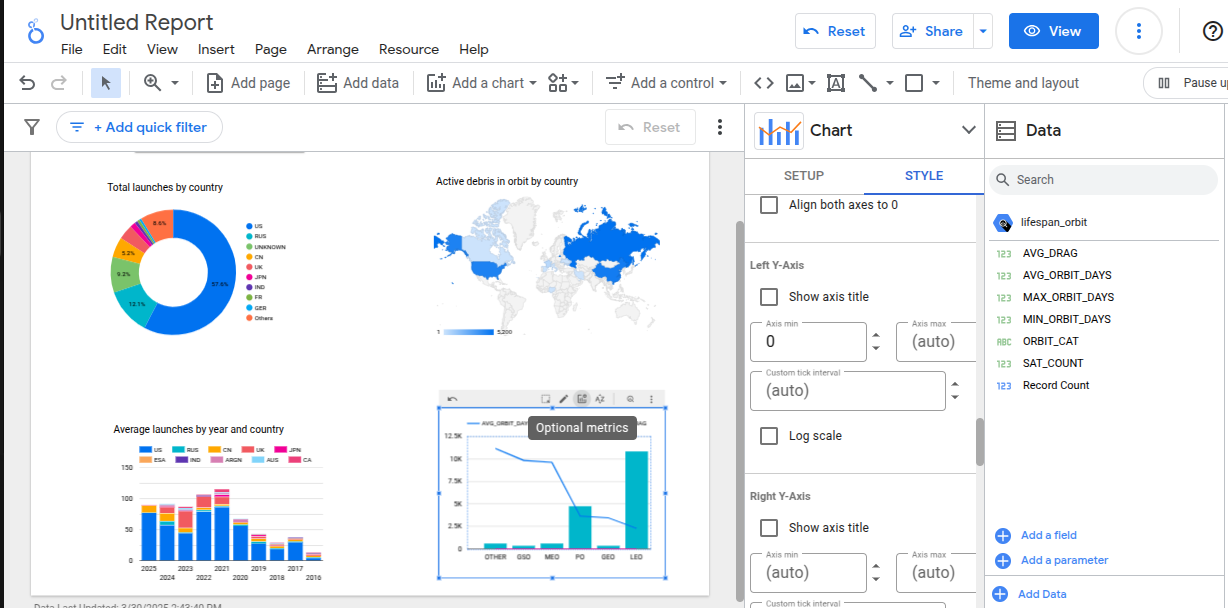 Untitled Report
File Edit View Insert Page Arrange Resource Help
Reset
Share
View
Add page
Add data
Add a chart
Add a control
Theme and layout
Pause u
+ Add quick filter
Reset
Total launches by country
8.6%
5.2%
9.2%
12.1%
57.6%
US
RUS
UNKNOWN
CN
UK
JPN
IND
FR
GER
Others
Active debris in orbit by country
1 5,200
Average launches by year and country
US RUS CN UK JPN
ESA IND ARGN AUS CA
150
100
50
0
2025 2023 2021 2019 2017
2024 2022 2020 2018 2016
Optional metrics
12.5K
10K
7.5K
5K
2.5K
0
OTHER GSO MEO PO GEO LEO
Data Last Updated: 3/30/2025 2:43:40 PM
Chart
SETUP STYLE
Align both axes to 0
Left Y-Axis
Show axis title
Axis min
0
Axis max
(auto)
Custom tick interval
(auto)
Log scale
Right Y-Axis
Show axis title
Axis min
(auto)
Axis max
(auto)
Data
Search
lifespan_orbit
123 AVG_DRAG
123 AVG_ORBIT_DAYS
123 MAX_ORBIT_DAYS
123 MIN_ORBIT_DAYS
ABC ORBIT_CAT
123 SAT_COUNT
123 Record Count
Add a field
Add a parameter
Add Data